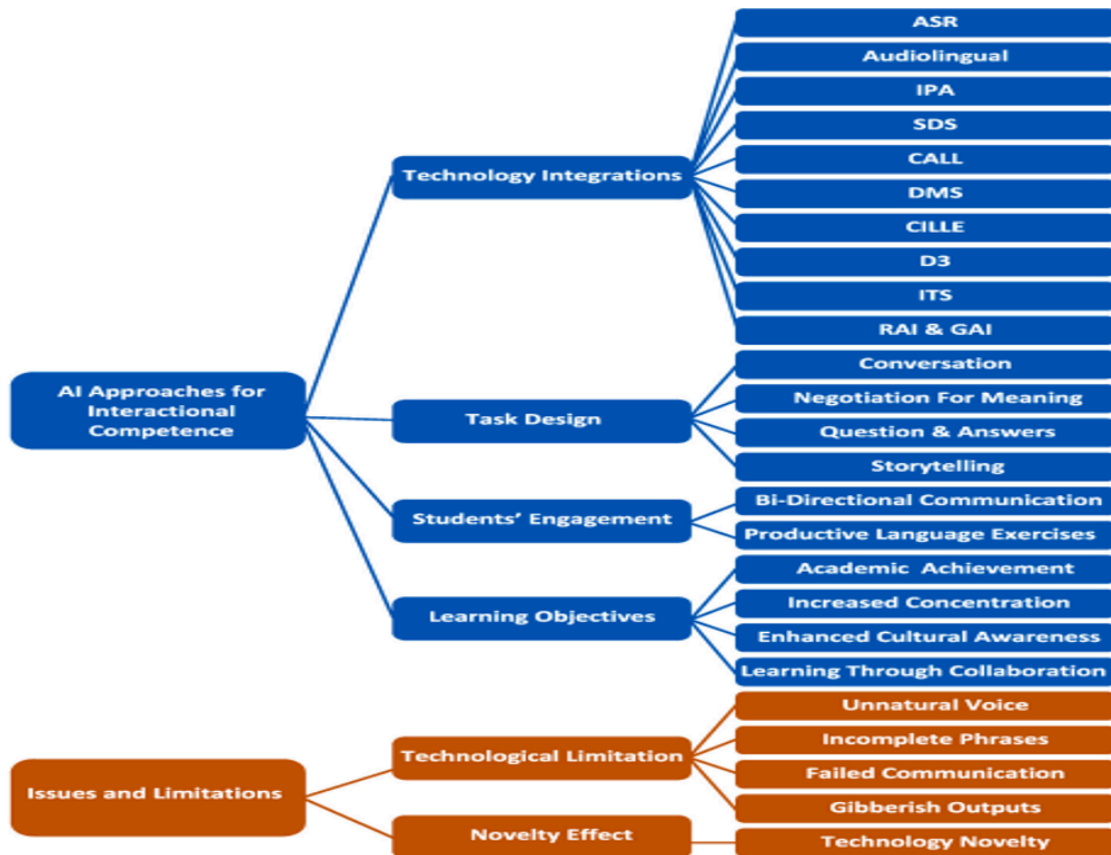 ASR
Audiolingual
IPA
SDS
CALL
DMS
CILLE
D3
ITS
RAI & GAI
Technology Integrations
Conversation
Negotiation For Meaning
Question & Answers
Storytelling
Task Design
AI Approaches for
Interactional
Competence
Bi-Directional Communication
Productive Language Exercises
Students’ Engagement
Academic Achievement
Increased Concentration
Enhanced Cultural Awareness
Learning Through Collaboration
Learning Objectives
Unnatural Voice
Incomplete Phrases
Failed Communication
Gibberish Outputs
Technological Limitation
Issues and Limitations
Novelty Effect
Technology Novelty